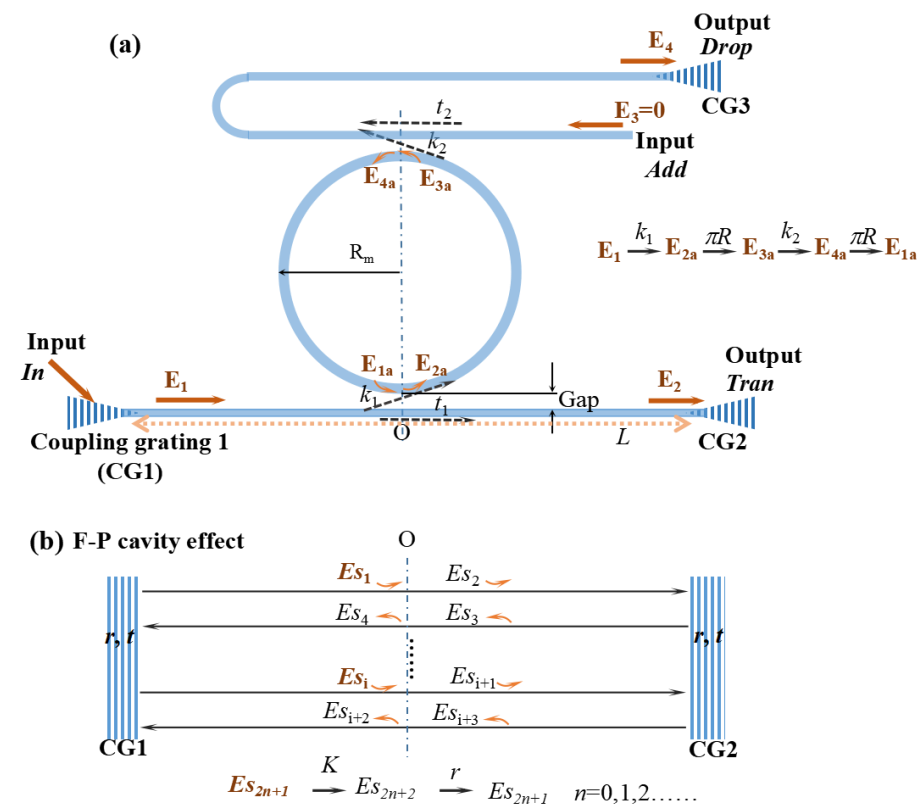 (a)
Output
Drop
E4
CG3
t2
E3=0
k2
Input
Add
E4a E3a
Rm
E1 k1 E2a πR E3a k2 E4a πR E1a
Input
In
E1
E1a E2a
k1 t1
Gap
E2
Output
Tran
Coupling grating 1
(CG1)
O
L
CG2
(b) F-P cavity effect
O
Es1 Es2
Es4 Es3
r, t r, t
Esi Esi+1
Esi+2 Esi+3
CG1 CG2
Es2n+1 K Es2n+2 r Es2n+1 n=0,1,2……